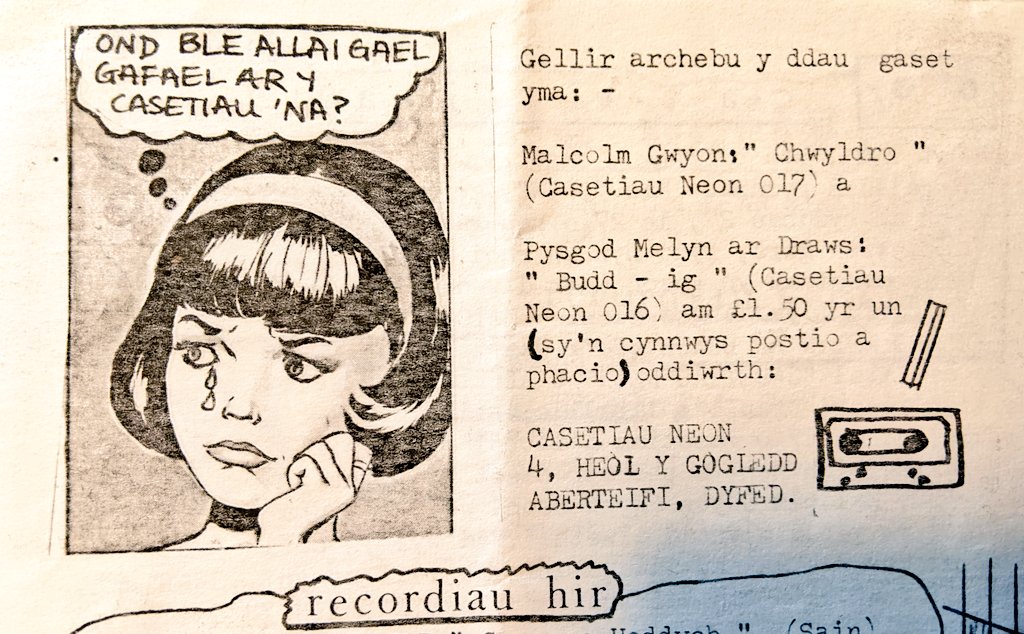 OND BLE ALLAI GAEL
GAFAEL AR Y
CASETIAU 'NA?
Gellir archebu y ddau gaset
yma: -
Malcolm Gwyon:" Chwyldro "
(Casetiau Neon 017) a
Pysgod Melyn ar Draws:
" Budd - ig " (Casetiau
Neon 016) am £1.50 yr un
(sy'n cynnwys postio a
phacio) oddiwrth:
CASETIAU NEON
4, HEOL Y GOGLEDD
ABERTEIFI, DYFED.
recordiau hir
" (Sain)